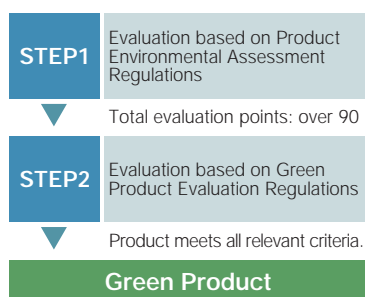 STEP1
Evaluation based on Product
Environmental Assessment
Regulations
Total evaluation points: over 90
STEP2
Evaluation based on Green
Product Evaluation Regulations
Product meets all relevant criteria.
Green Product